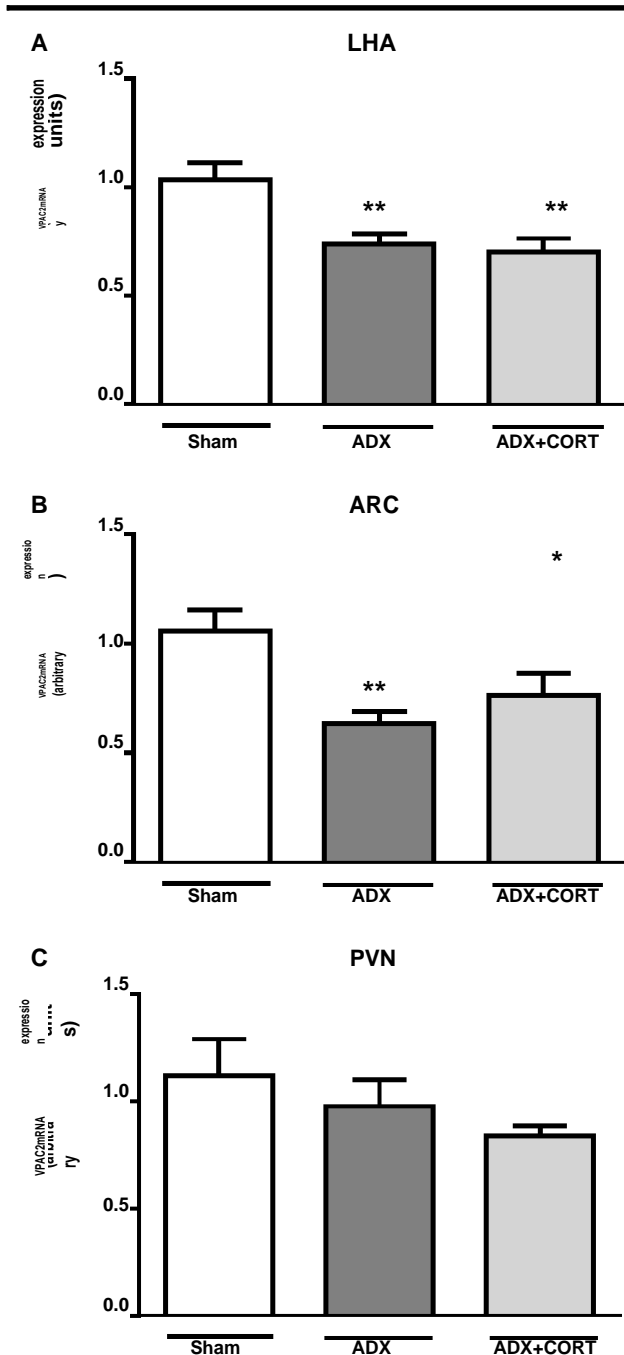 A
LHA
1.5
1.0
0.5
0.0
expression
units)
VPAC2mRNA
y
**
**
Sham
ADX
ADX+CORT
B
ARC
1.5
1.0
0.5
0.0
expressio
n )
VPAC2mRNA
(arbitrary
**
*
Sham
ADX
ADX+CORT
C
PVN
1.5
1.0
0.5
0.0
expressio
n
s)
VPAC2mRNA
(arbitra
ry
Sham
ADX
ADX+CORT